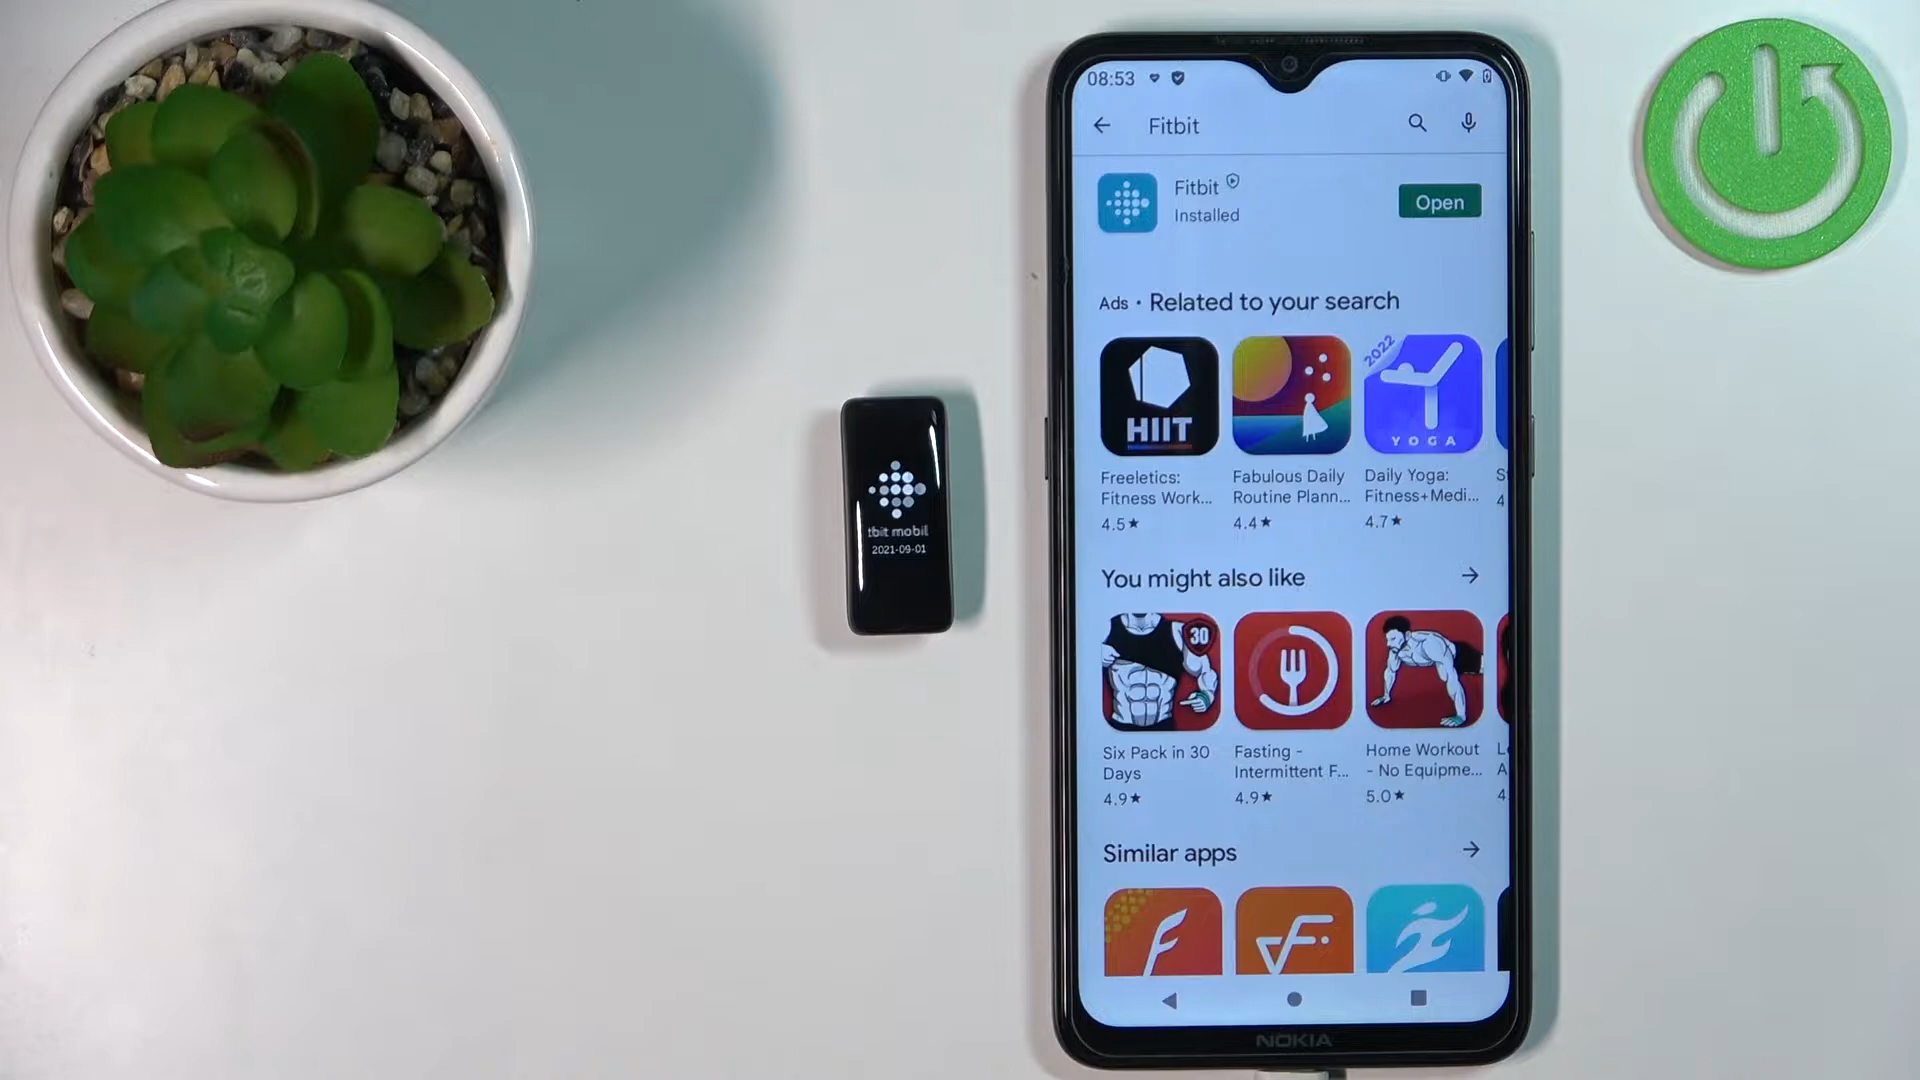 tbit mobil
2021-09-01
08:53
Fitbit
Fitbit
Installed
Open
Ads • Related to your search
HIIT
2022
YOGA
Freeletics:
Fitness Work...
4.5★
Fabulous Daily
Routine Plann...
4.4★
Daily Yoga:
Fitness+Medi...
4.7★
4
You might also like
30
Six Pack in 30
Days
4.9★
Fasting -
Intermittent F...
4.9★
Home Workout
- No Equipme...
5.0★
4.
Similar apps
NOKIA